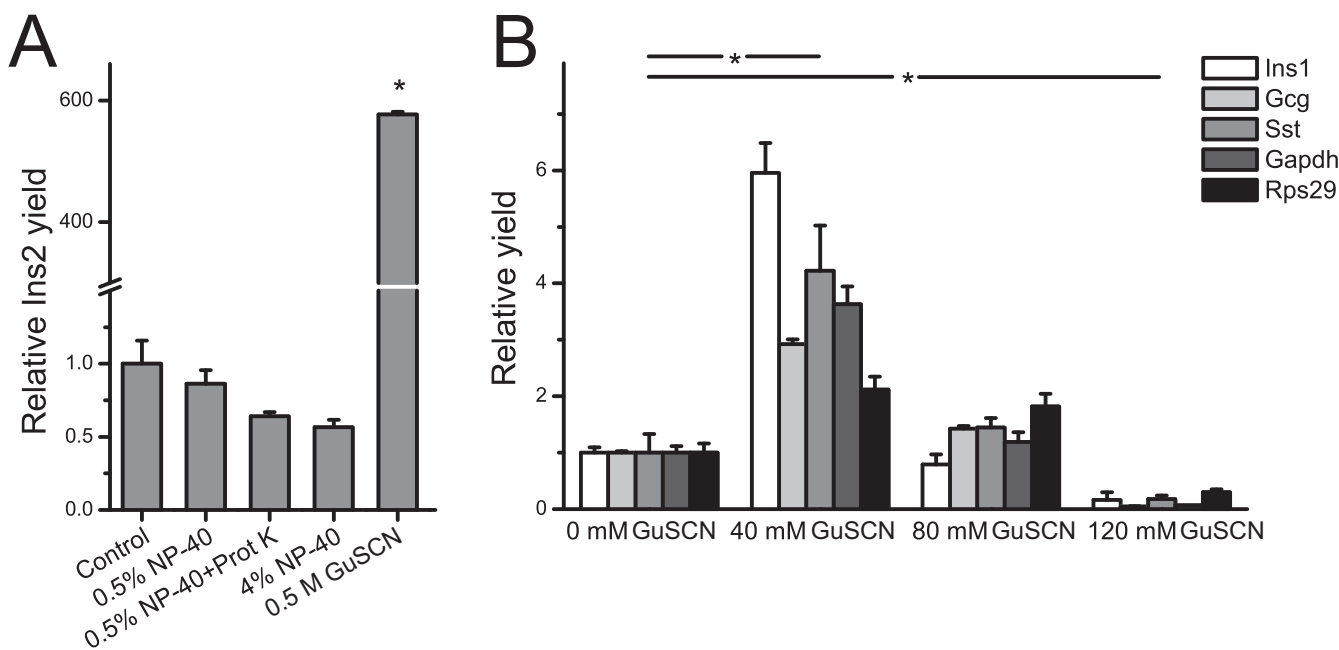 A
Relative Ins2 yield
600
400
1.0
0.5
0.0
*
Control
0.5% NP-40
0.5% NP-40+Prot K
4% NP-40
0.5 M GuSCN
B
Relative yield
6
4
2
0
*
*
0 mM GuSCN
40 mM GuSCN
80 mM GuSCN
120 mM GuSCN
Ins1
Gcg
Sst
Gapdh
Rps29